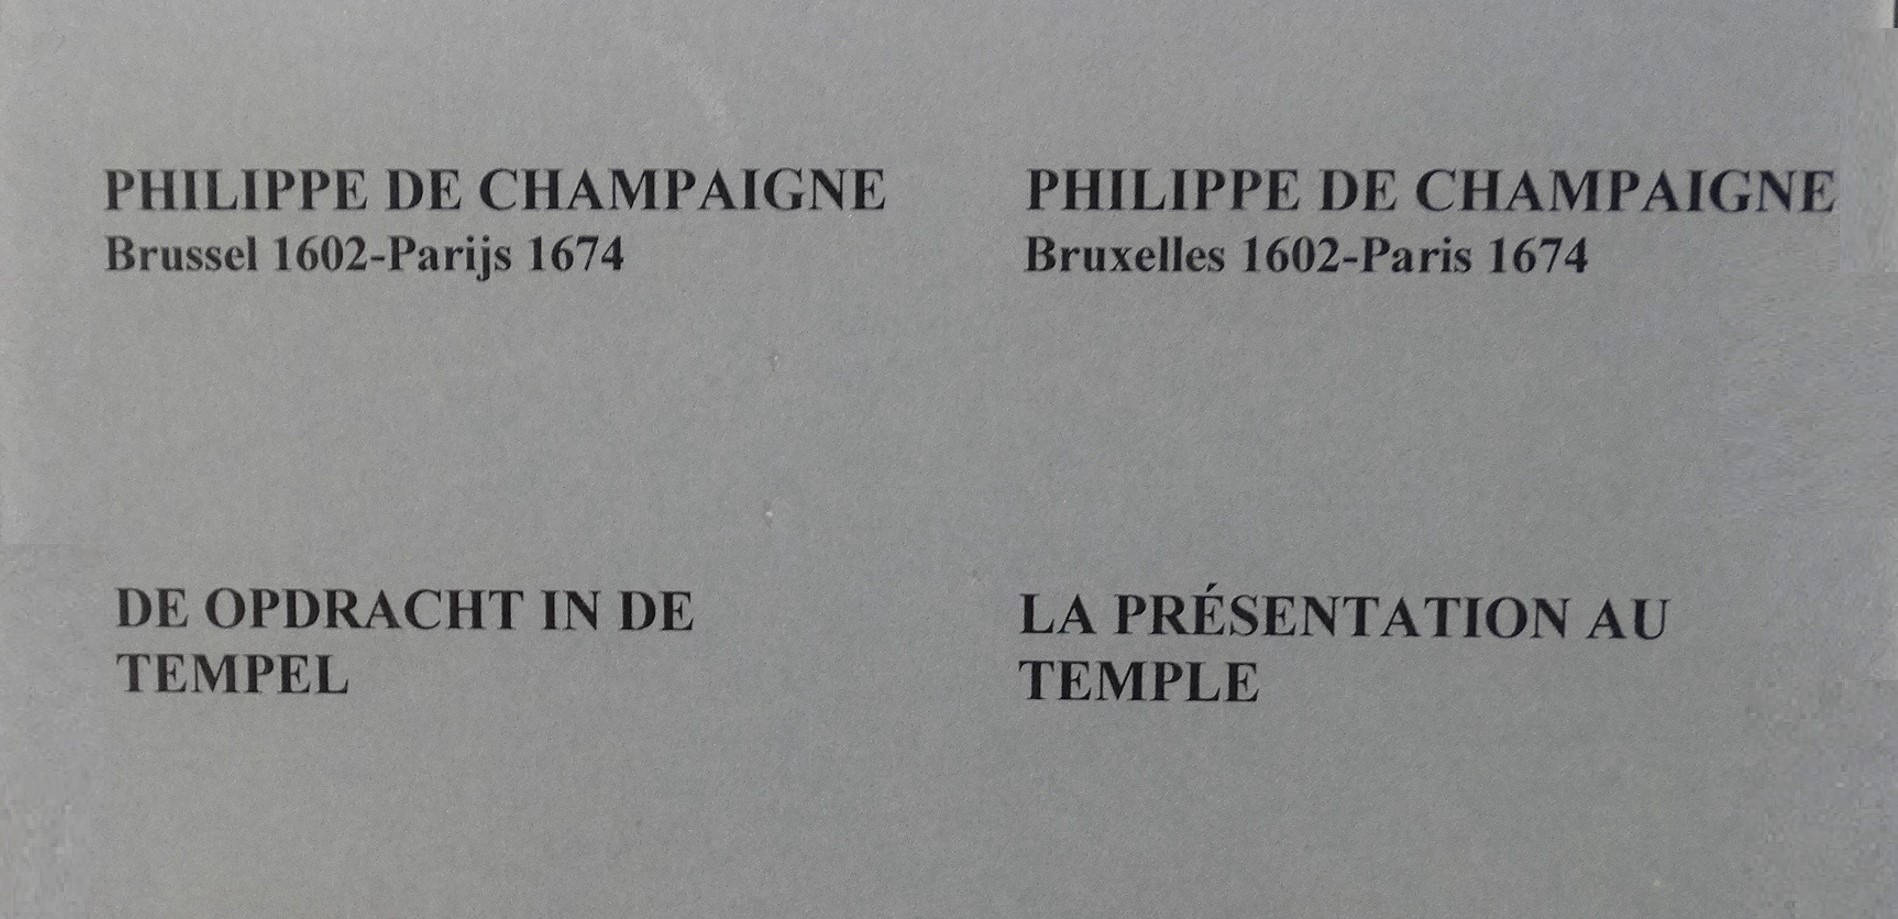 PHILIPPE DE CHAMPAIGNE
Brussel 1602-Parijs 1674
DE OPDRACHT IN DE
TEMPEL
PHILIPPE DE CHAMPAIGNE
Bruxelles 1602-Paris 1674
LA PRÉSENTATION AU
TEMPLE